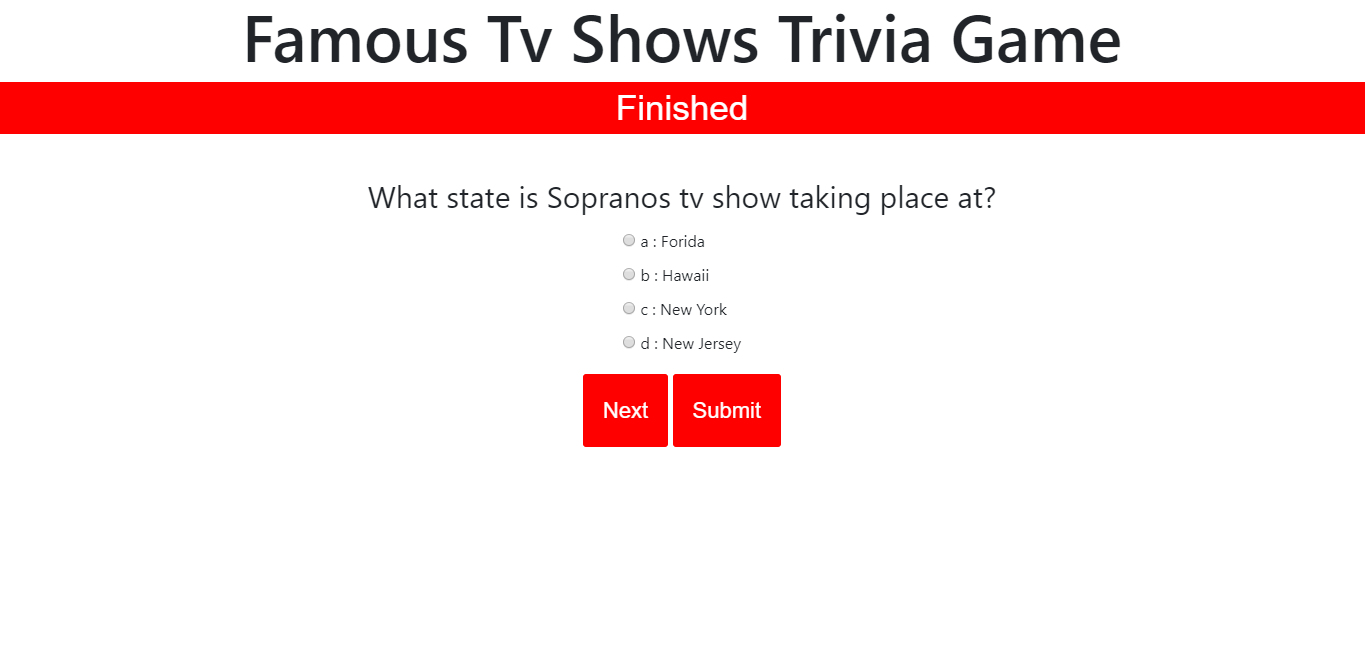 Famous Tv Shows Trivia Game
Finished
What state is Sopranos tv show taking place at?
a : Forida
b : Hawaii
c : New York
d : New Jersey
Next Submit